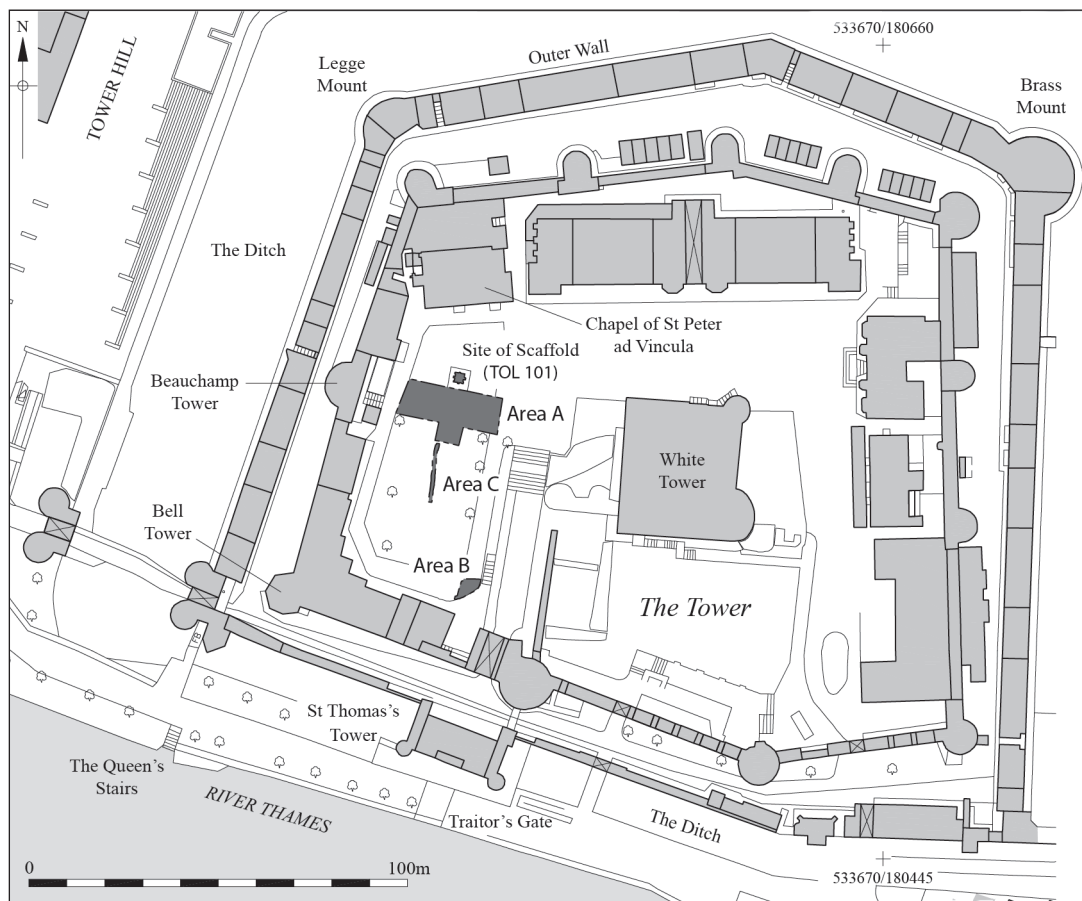 N
TOWER HILL
Legge
Mount
Outer Wall
533670/180660
Brass
Mount
The Ditch
Chapel of St Peter
ad Vincula
Site of Scaffold
(TOL 101)
Beauchamp
Tower
Area A
White
Tower
Area C
Bell
Tower
Area B
The Tower
FB
St Thomas's
Tower
The Queen's
Stairs
RIVER THAMES
Traitor's Gate
The Ditch
0
100m
533670/180445